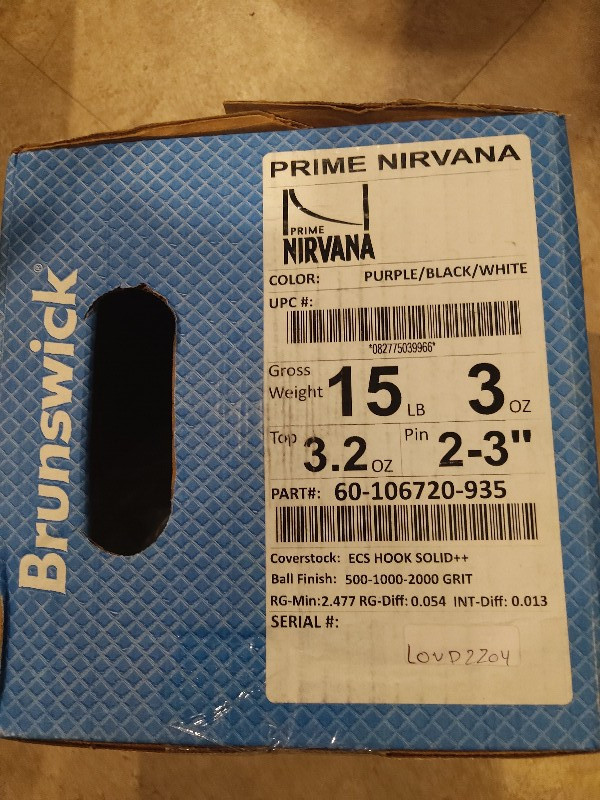 Brunswick®
PRIME NIRVANA
PRIME
NIRVANA
COLOR: PURPLE/BLACK/WHITE
UPC #:
*082775039966*
Gross Weight 15 LB 3 OZ
Top 3.2 OZ Pin 2-3"
PART#: 60-106720-935
Coverstock: ECS HOOK SOLID++
Ball Finish: 500-1000-2000 GRIT
RG-Min:2.477 RG-Diff: 0.054 INT-Diff: 0.013
SERIAL #:
LOVD2204